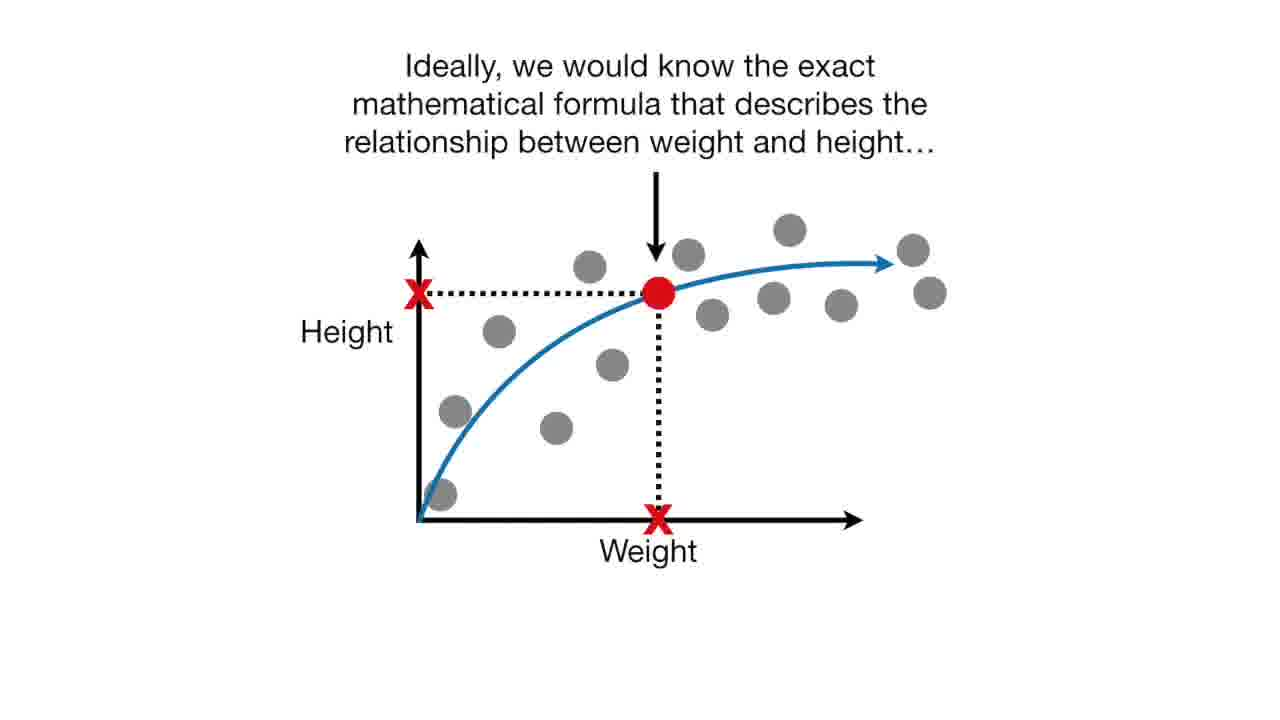 Ideally, we would know the exact
mathematical formula that describes the
relationship between weight and height…
X
Height
X
Weight